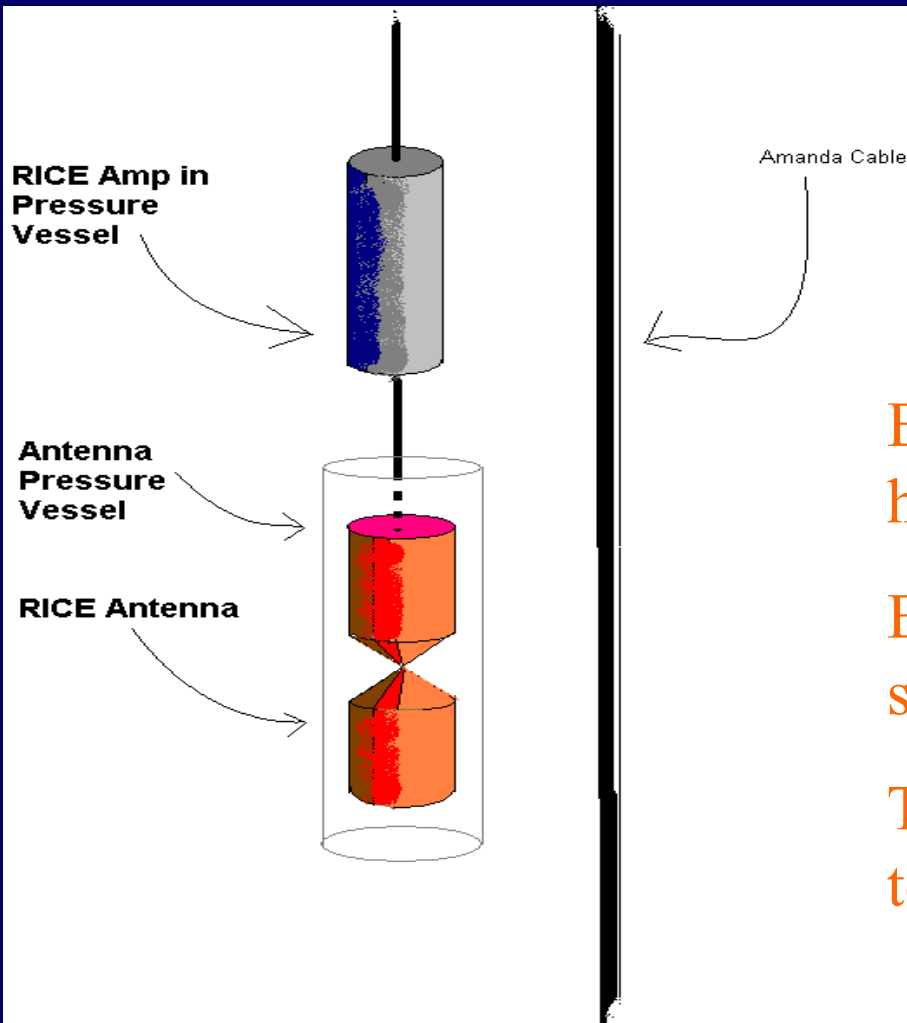 RICE Amp in
Pressure
Vessel
Amanda Cable
Antenna
Pressure
Vessel
RICE Antenna